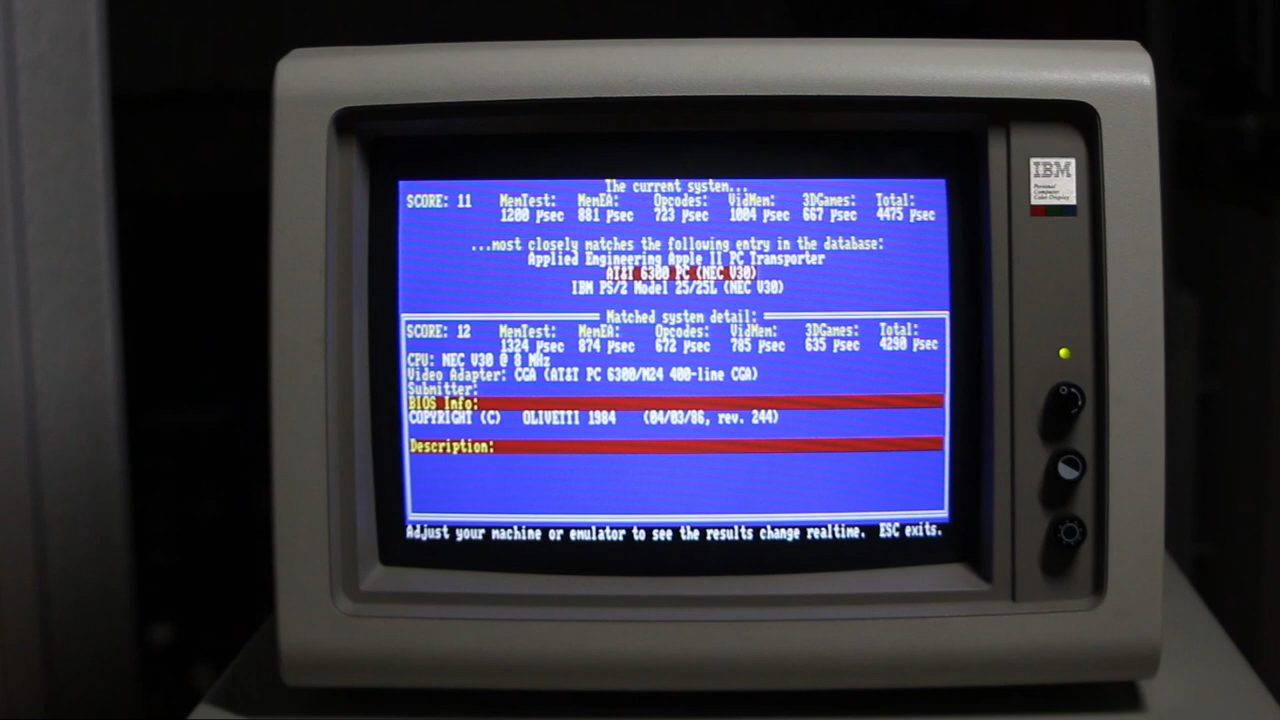 The current system...
SCORE: 11 MemTest: MemEA: Opcodes: VidMem: 3DGames: Total:
1200 µsec 881 µsec 723 µsec 1004 µsec 667 µsec 4475 µsec
...most closely matches the following entry in the database:
Applied Engineering Apple II PC Transporter
AT&T 6300 PC (NEC V30)
IBM PS/2 Model 25/25L (NEC V30)
Matched system detail:
SCORE: 12 MemTest: MemEA: Opcodes: VidMem: 3DGames: Total:
1324 µsec 874 µsec 672 µsec 785 µsec 635 µsec 4290 µsec
CPU: NEC V30 @ 8 MHz
Video Adapter: CGA (AT&T PC 6300/M24 400-line CGA)
Submitter:
BIOS Info:
COPYRIGHT (C) OLIVETTI 1984 (04/03/86, rev. 244)
Description:
Adjust your machine or emulator to see the results change realtime. ESC exits.
IBM
Personal
Computer
Color Display